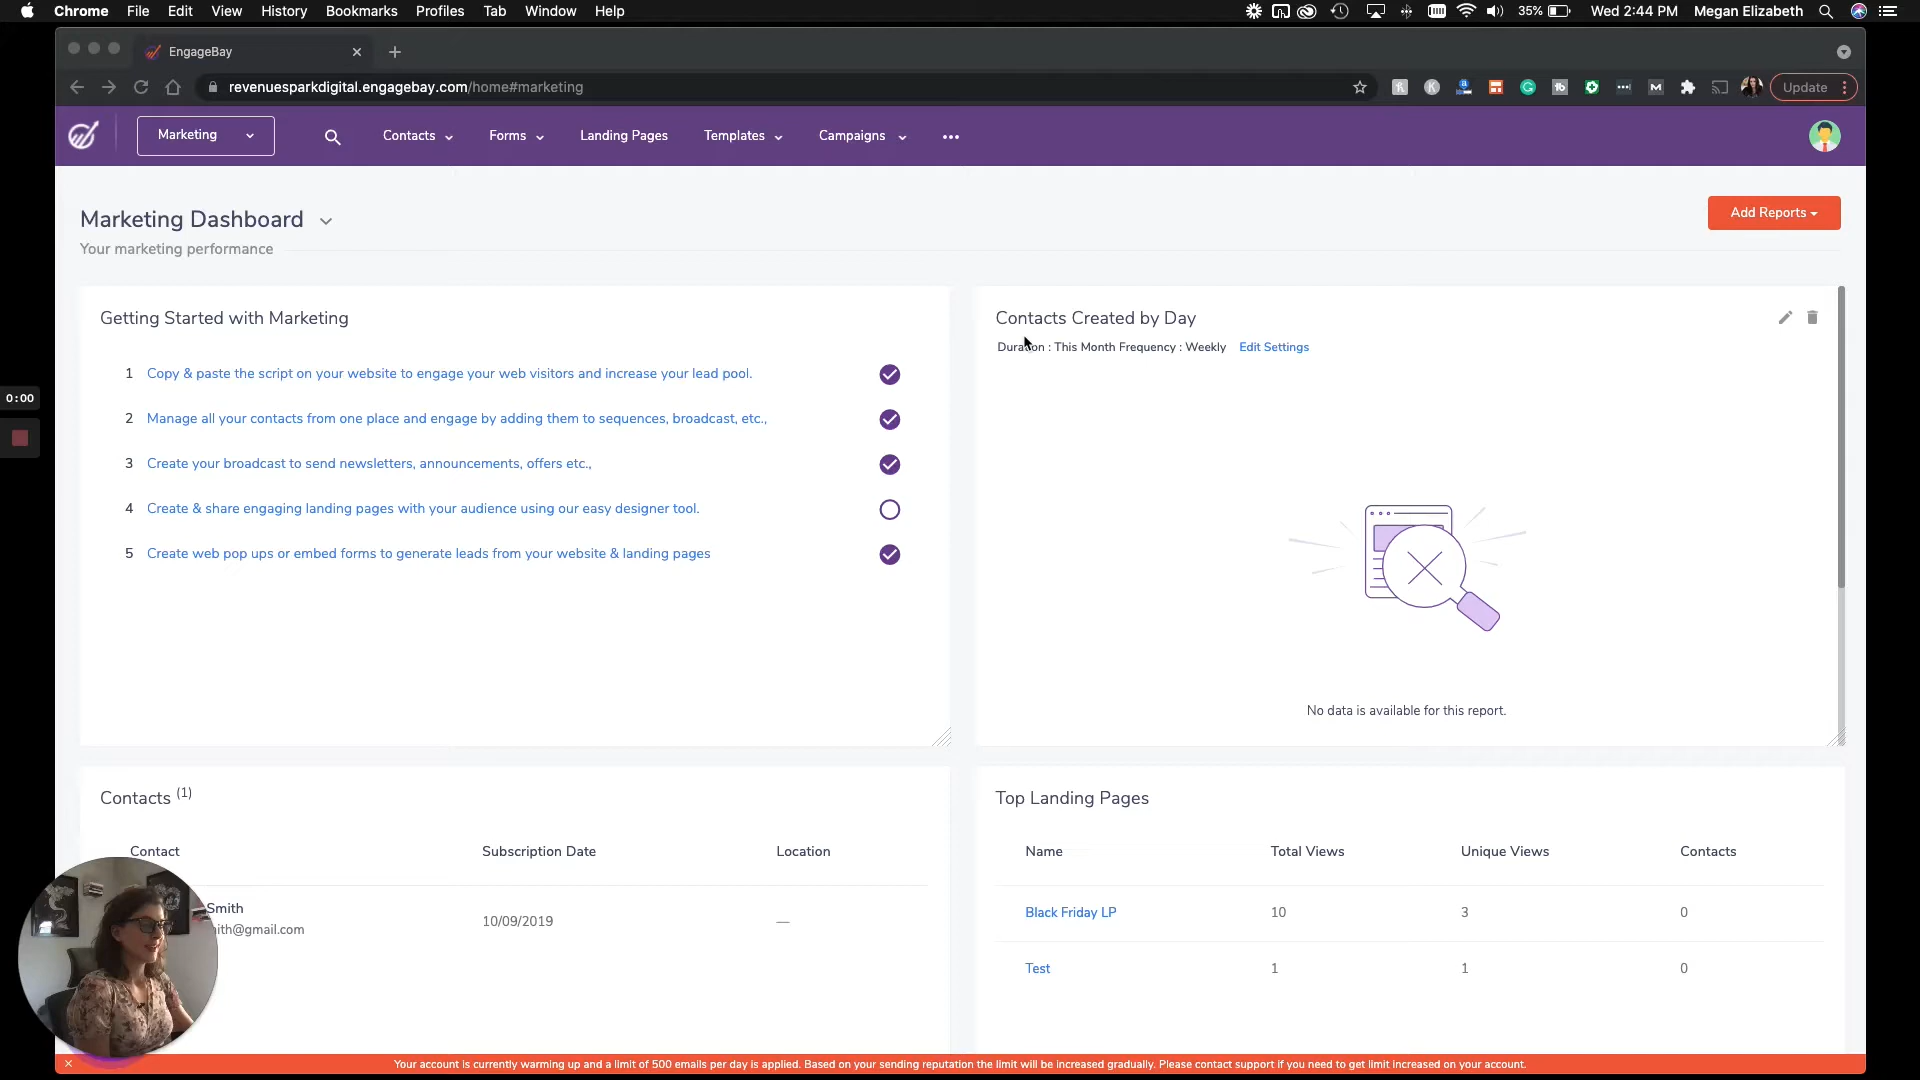 Chrome File Edit View History Bookmarks Profiles Tab Window Help 35% Wed 2:44 PM Megan Elizabeth
EngageBay
revenuesparkdigital.engagebay.com/home#marketing Update
Marketing Contacts Forms Landing Pages Templates Campaigns
Marketing Dashboard
Add Reports
Your marketing performance
Getting Started with Marketing
1 Copy & paste the script on your website to engage your web visitors and increase your lead pool.
2 Manage all your contacts from one place and engage by adding them to sequences, broadcast, etc.,
3 Create your broadcast to send newsletters, announcements, offers etc.,
4 Create & share engaging landing pages with your audience using our easy designer tool.
5 Create web pop ups or embed forms to generate leads from your website & landing pages
0:00
Contacts Created by Day
Duration : This Month Frequency : Weekly Edit Settings
No data is available for this report.
Contacts (1)
Contact Subscription Date Location
Smith
mith@gmail.com
10/09/2019 —
Top Landing Pages
Name Total Views Unique Views Contacts
Black Friday LP 10 3 0
Test 1 1 0
Your account is currently warming up and a limit of 500 emails per day is applied. Based on your sending reputation the limit will be increased gradually. Please contact support if you need to get limit increased on your account.